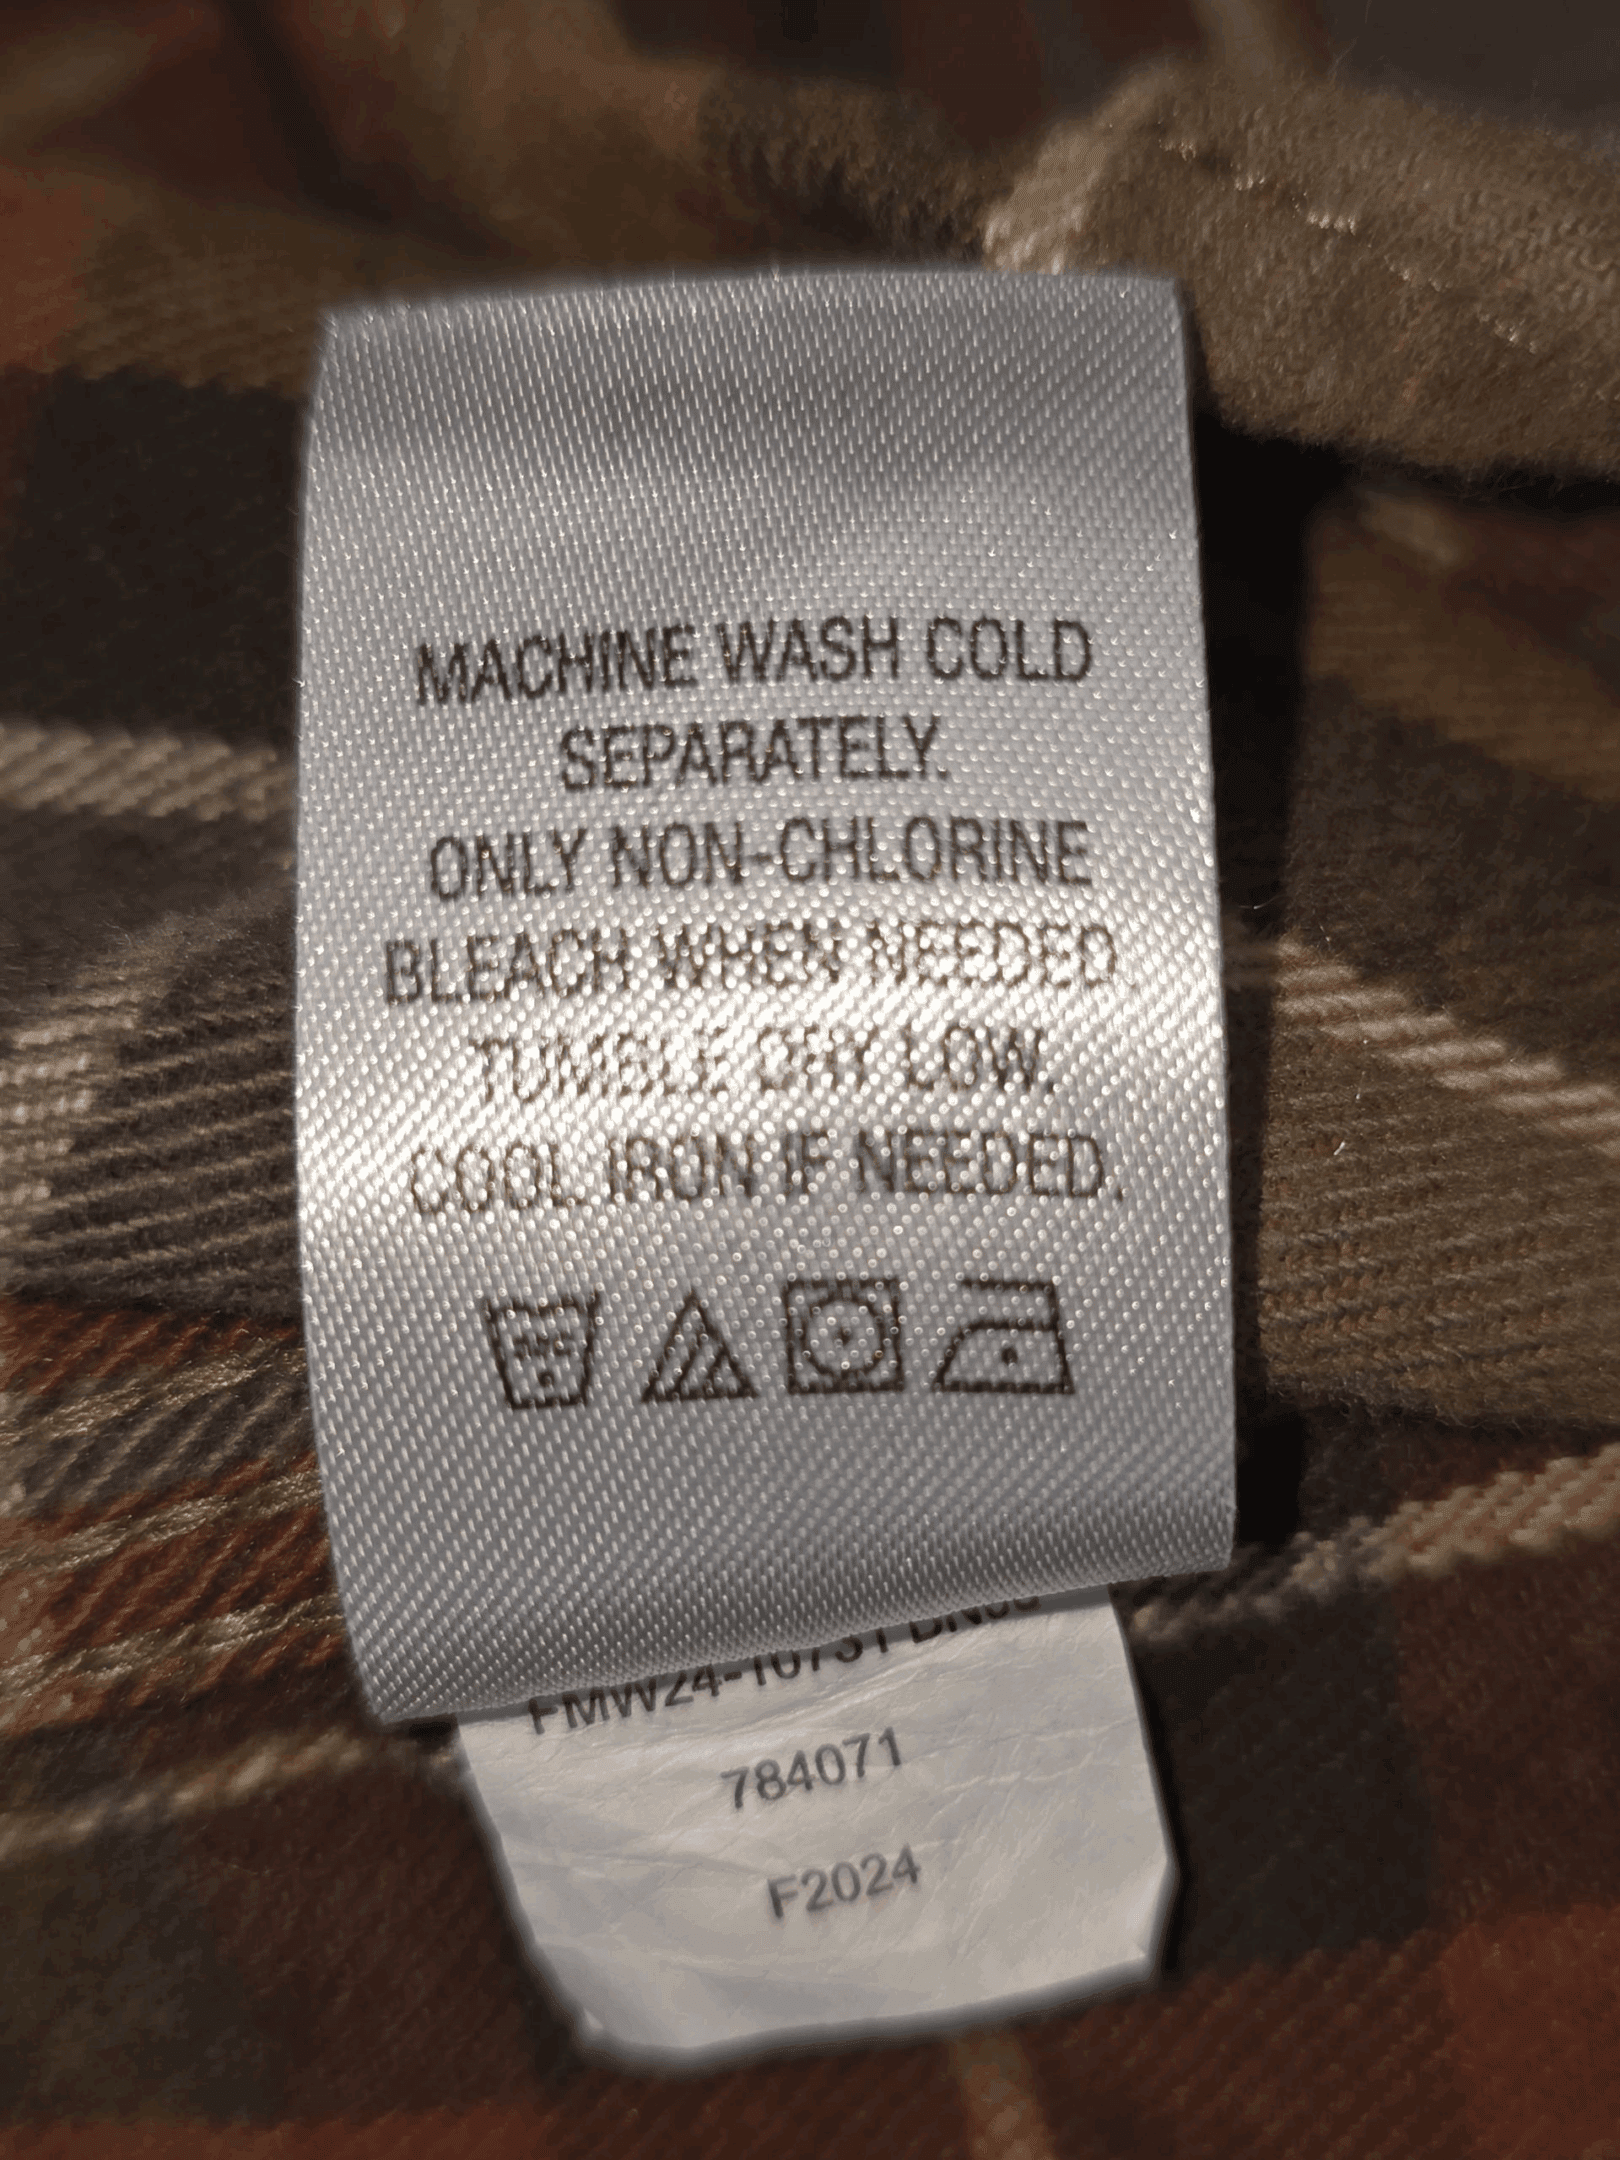 MACHINE WASH COLD
SEPARATELY.
ONLY NON-CHLORINE
BLEACH WHEN NEEDED.
TUMBLE DRY LOW.
COOL IRON IF NEEDED.
784071
F2024